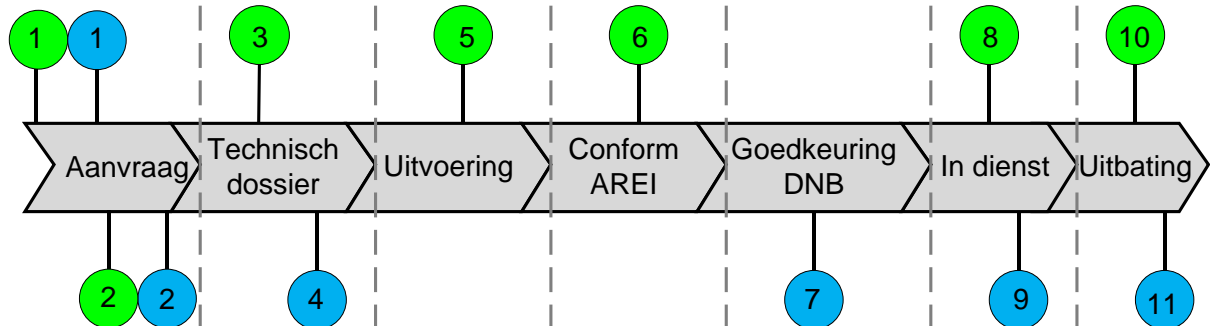 1 1 3 5 6 8 10
Aanvraag
Technisch
dossier
Uitvoering
Conform
AREI
Goedkeuring
DNB
In dienst
Uitbating
2 2 4 7 9 11